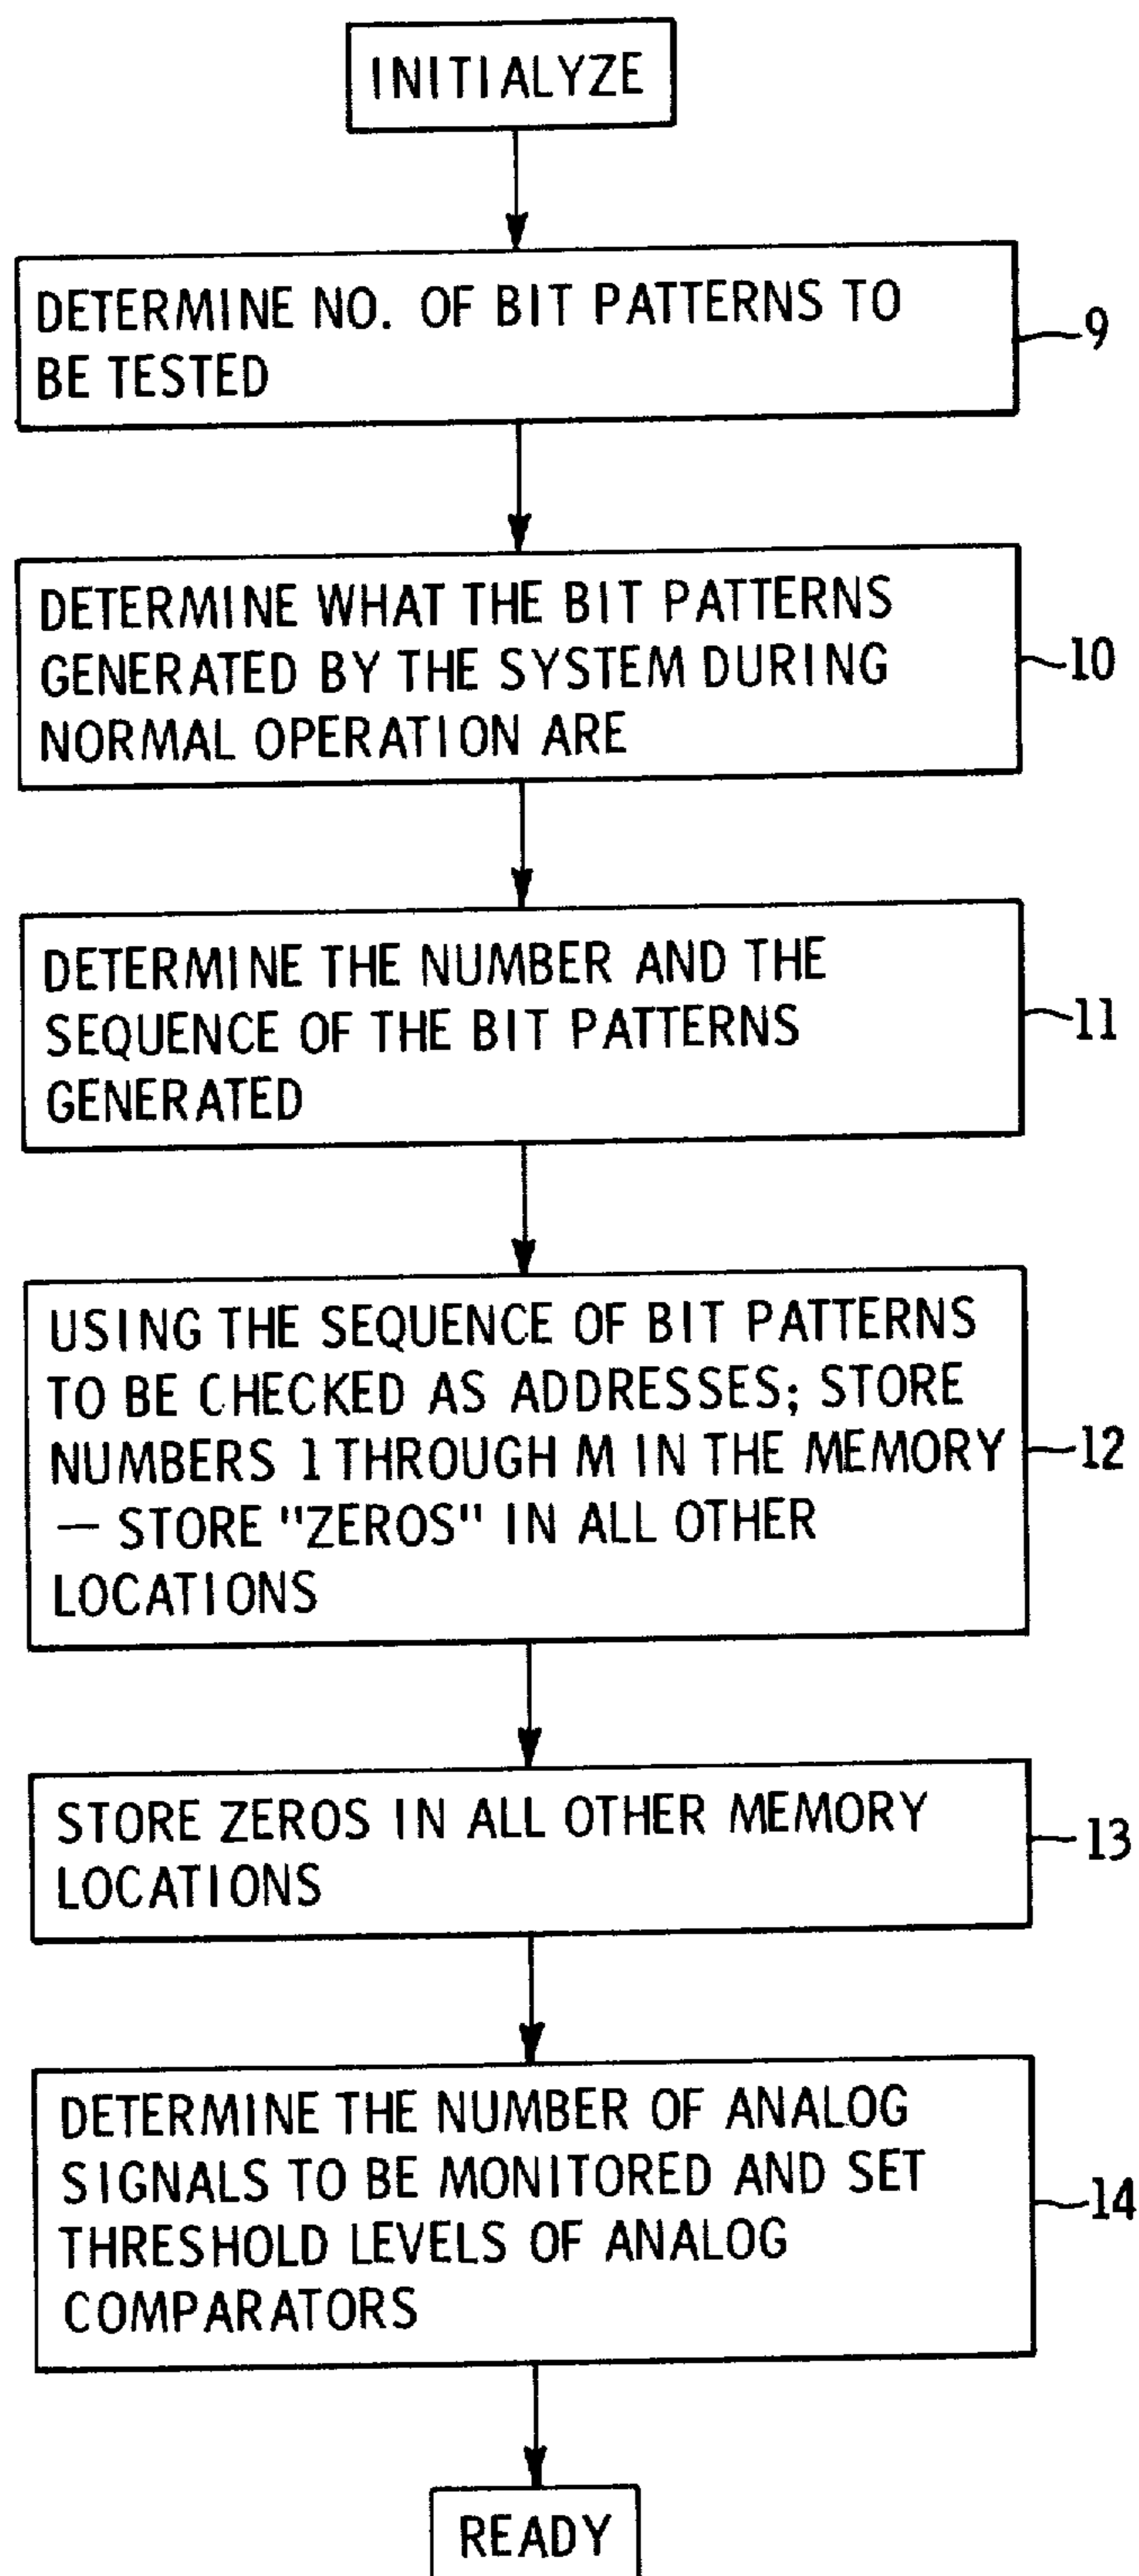 INITIALYZE
DETERMINE NO. OF BIT PATTERNS TO
BE TESTED
9
DETERMINE WHAT THE BIT PATTERNS
GENERATED BY THE SYSTEM DURING
NORMAL OPERATION ARE
10
DETERMINE THE NUMBER AND THE
SEQUENCE OF THE BIT PATTERNS
GENERATED
11
USING THE SEQUENCE OF BIT PATTERNS
TO BE CHECKED AS ADDRESSES; STORE
NUMBERS 1 THROUGH M IN THE MEMORY
— STORE "ZEROS" IN ALL OTHER
LOCATIONS
12
STORE ZEROS IN ALL OTHER MEMORY
LOCATIONS
13
DETERMINE THE NUMBER OF ANALOG
SIGNALS TO BE MONITORED AND SET
THRESHOLD LEVELS OF ANALOG
COMPARATORS
14
READY